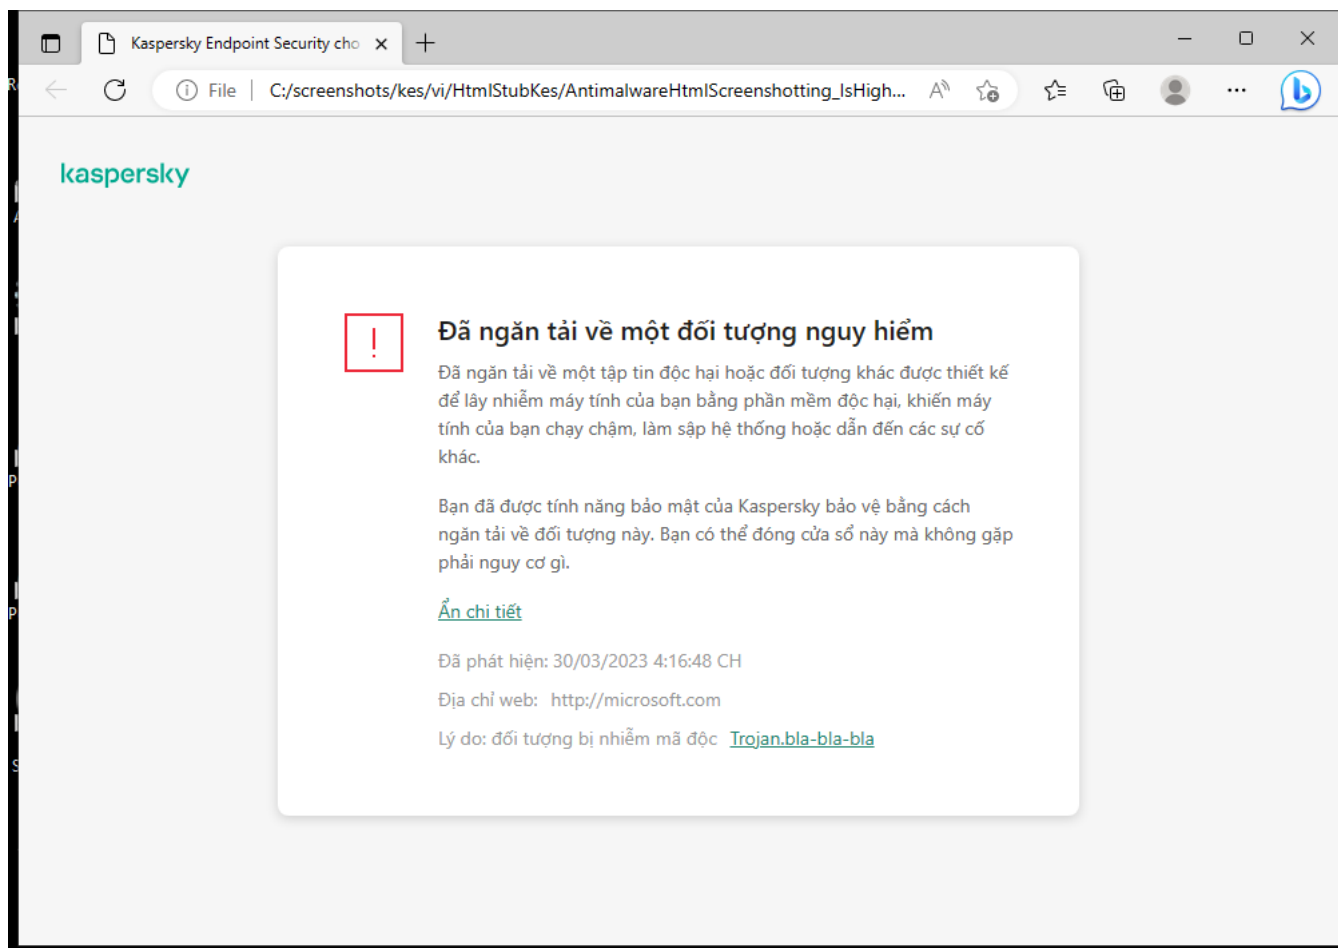 Kaspersky Endpoint Security cho
File
C:/screenshots/kes/vi/HtmlStubKes/AntimalwareHtmlScreenshotting_IsHigh...
kaspersky
!
Đã ngăn tải về một đối tượng nguy hiểm
Đã ngăn tải về một tập tin độc hại hoặc đối tượng khác được thiết kế
để lây nhiễm máy tính của bạn bằng phần mềm độc hại, khiến máy
tính của bạn chạy chậm, làm sập hệ thống hoặc dẫn đến các sự cố
khác.
Bạn đã được tính năng bảo mật của Kaspersky bảo vệ bằng cách
ngăn tải về đối tượng này. Bạn có thể đóng cửa sổ này mà không gặp
phải nguy cơ gì.
Ẩn chi tiết
Đã phát hiện: 30/03/2023 4:16:48 CH
Địa chỉ web: http://microsoft.com
Lý do: đối tượng bị nhiễm mã độc Trojan.bla-bla-bla